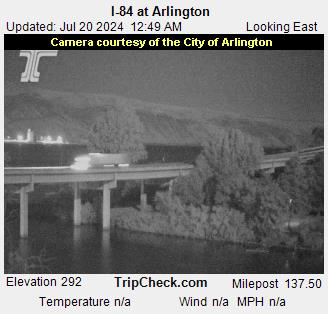 I-84 at Arlington
Updated: Jul 20 2024 12:49 AM Looking East
Camera courtesy of the City of Arlington
Elevation 292 TripCheck.com Milepost 137.50
Temperature n/a Wind n/a MPH n/a